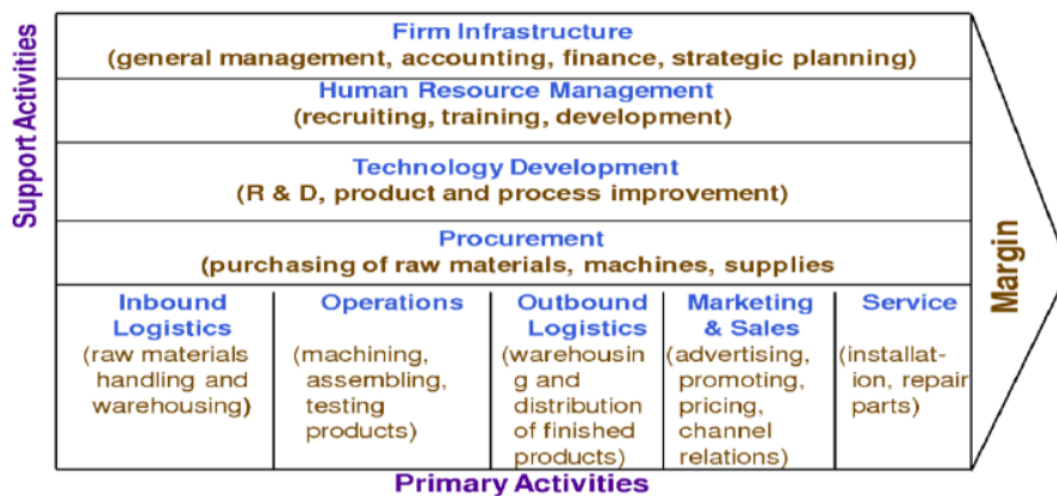 Support Activities
Firm Infrastructure
(general management, accounting, finance, strategic planning)
Human Resource Management
(recruiting, training, development)
Technology Development
(R & D, product and process improvement)
Procurement
(purchasing of raw materials, machines, supplies
Inbound
Logistics
(raw materials
handling and
warehousing)
Operations
(machining,
assembling,
testing
products)
Outbound
Logistics
(warehousin
g and
distribution
of finished
products)
Marketing
& Sales
(advertising,
promoting,
pricing,
channel
relations)
Service
(installat-
ion, repair
parts)
Margin
Primary Activities